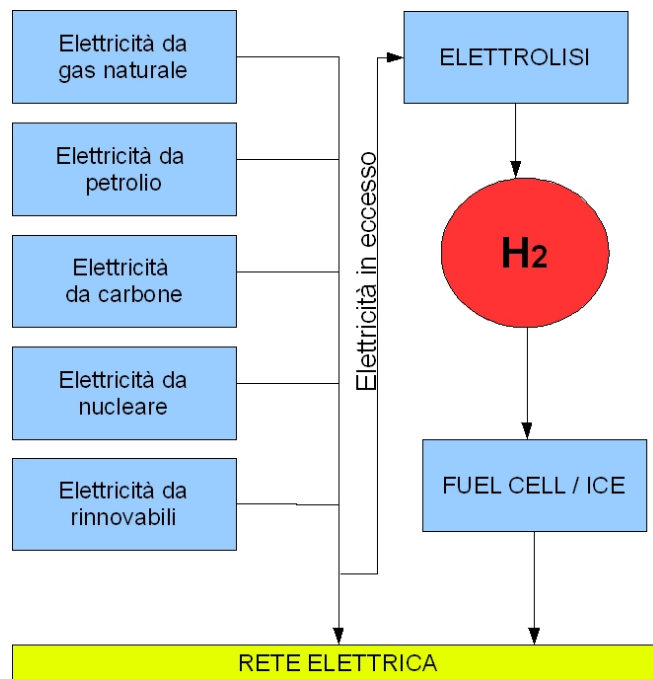 Elettricità da
gas naturale
Elettricità da
petrolio
Elettricità
da carbone
Elettricità da
nucleare
Elettricità da
rinnovabili
Elettricità in eccesso
ELETTROLISI
H2
FUEL CELL / ICE
RETE ELETTRICA